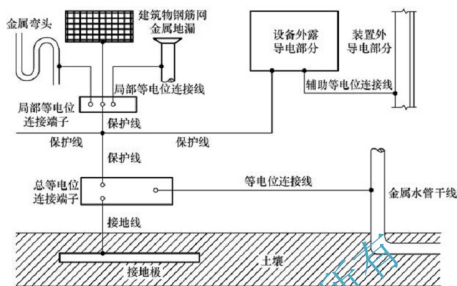 金属弯头
建筑物钢筋网
金属地漏
设备外露
导电部分
装置外
导电部分
局部等电位连接线
辅助等电位连接线
局部等电位
连接端子
保护线
保护线
保护线
保护线
总等电位
连接端子
等电位连接线
金属水管干线
接地线
接地极
土壤